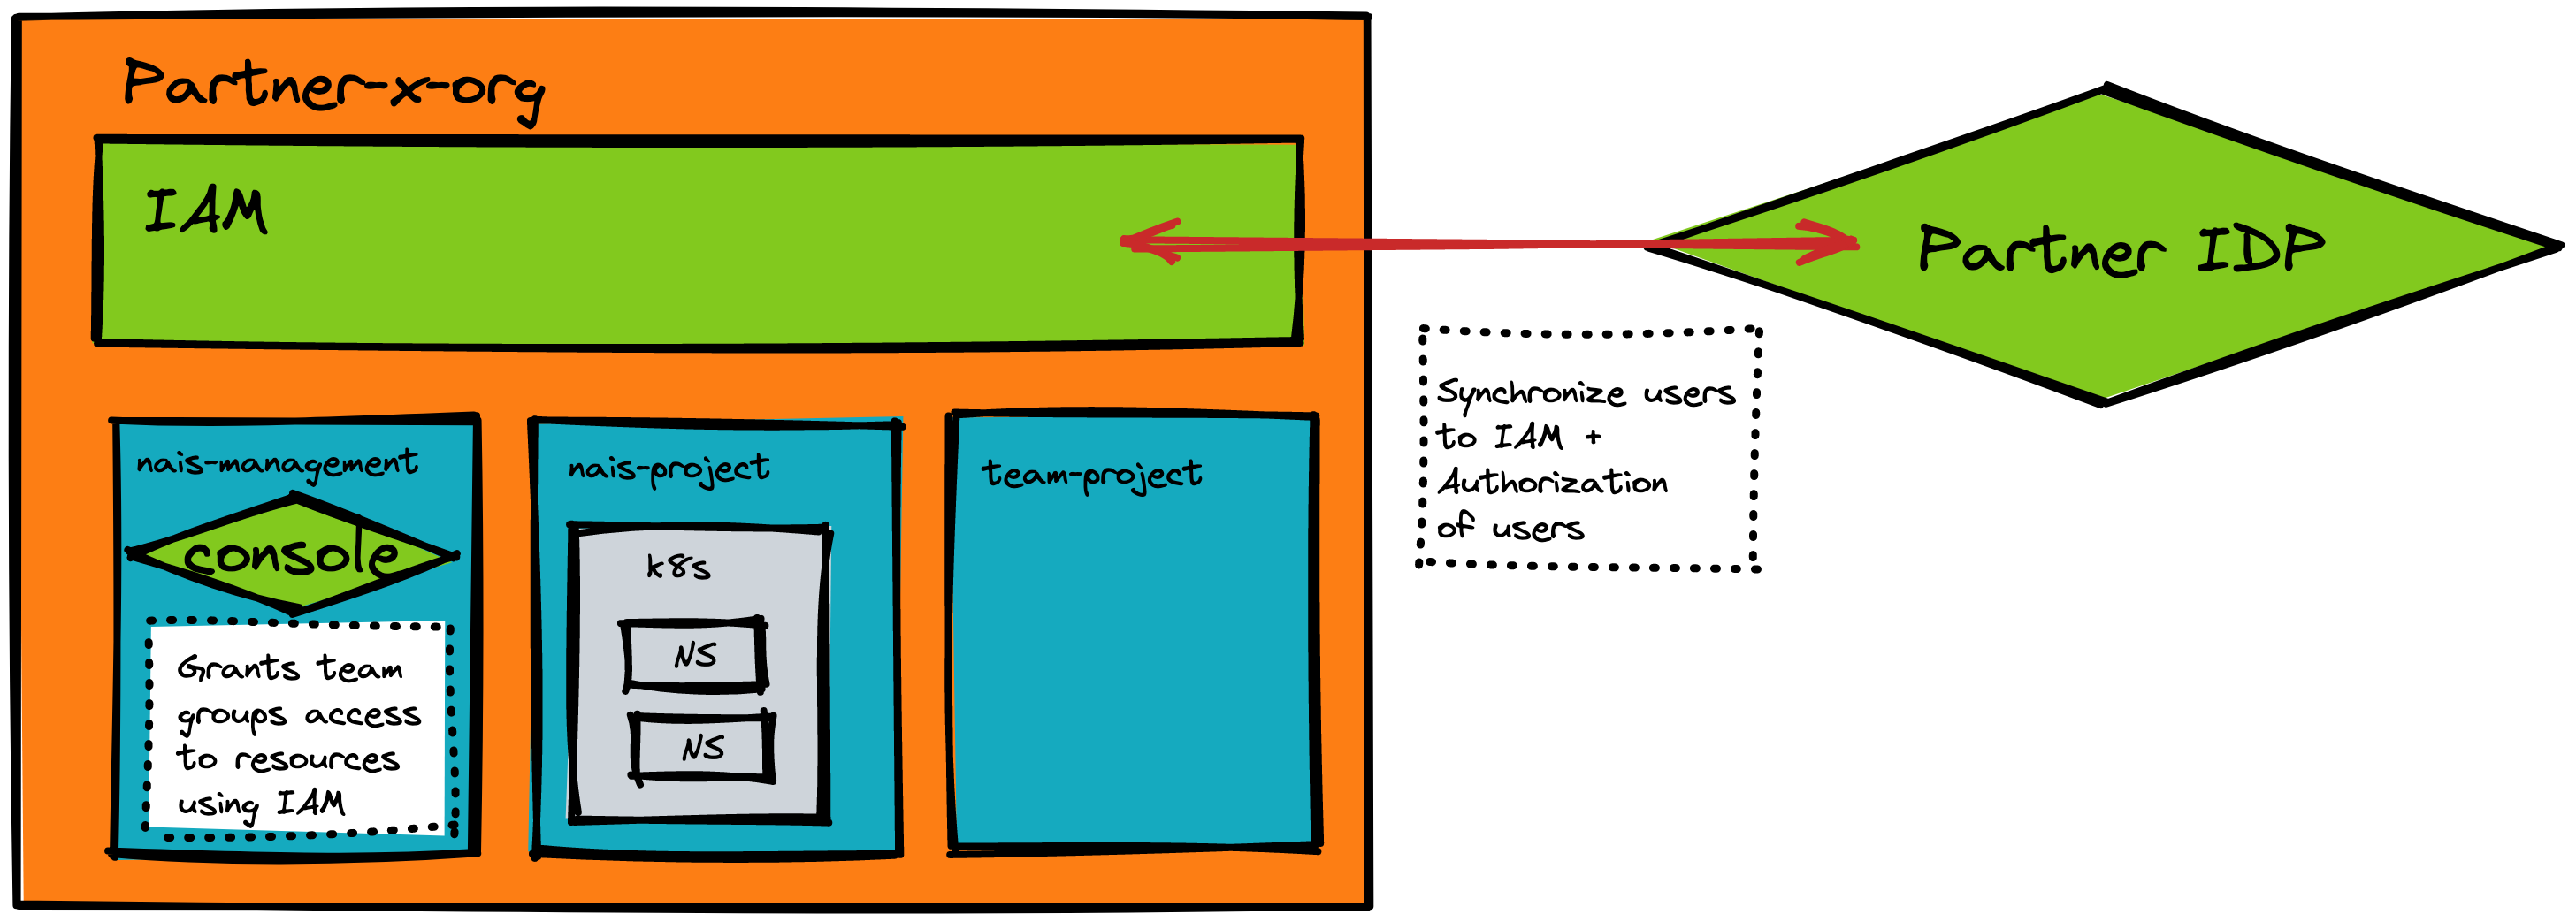 Partner-x-org
IAM
Partner IDP
Synchronize users
to IAM +
Authorization
of users
nais-management
console
Grants team
groups access
to resources
using IAM
nais-project
k8s
NS
NS
team-project